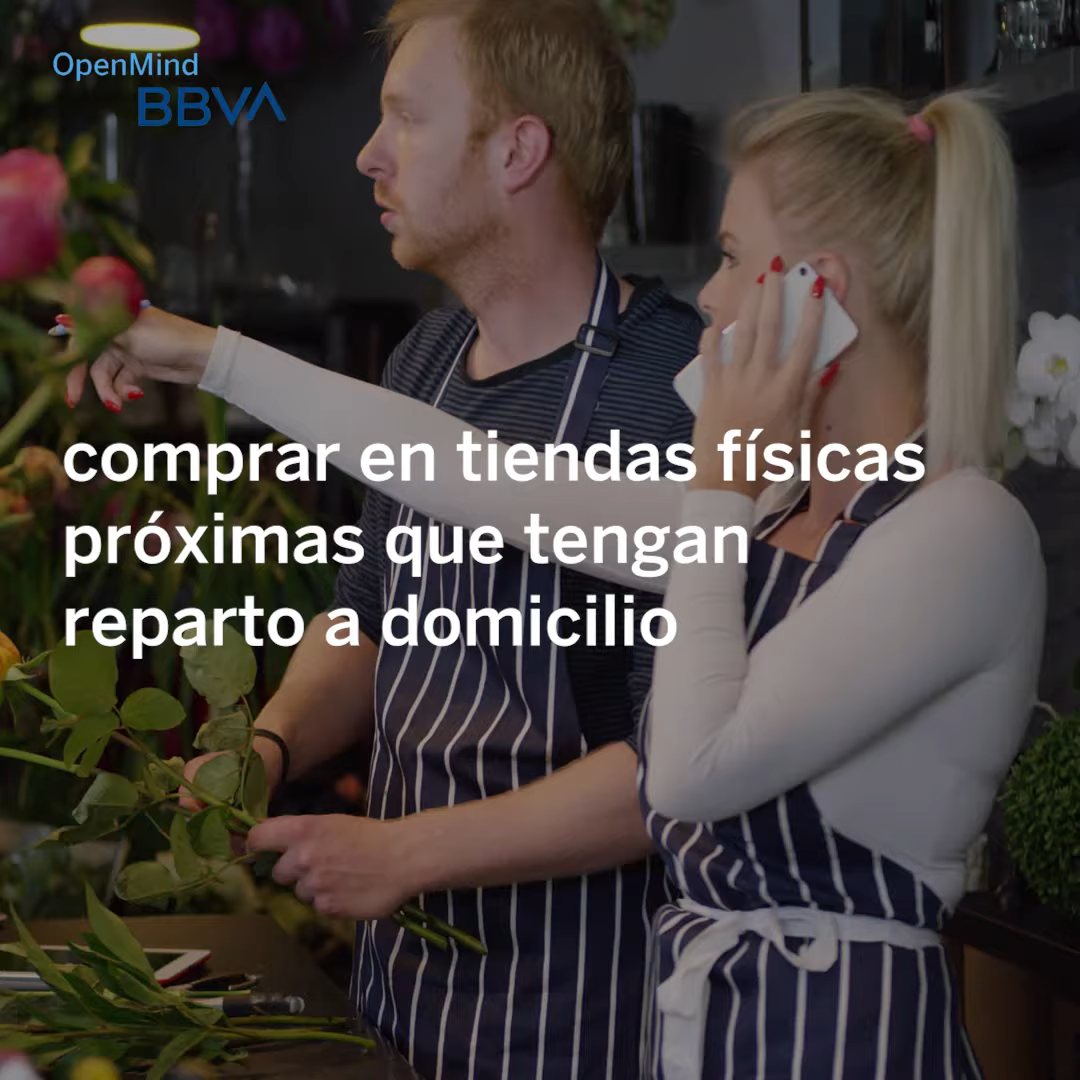 OpenMind
BBVA
comprar en tiendas físicas
próximas que tengan
reparto a domicilio